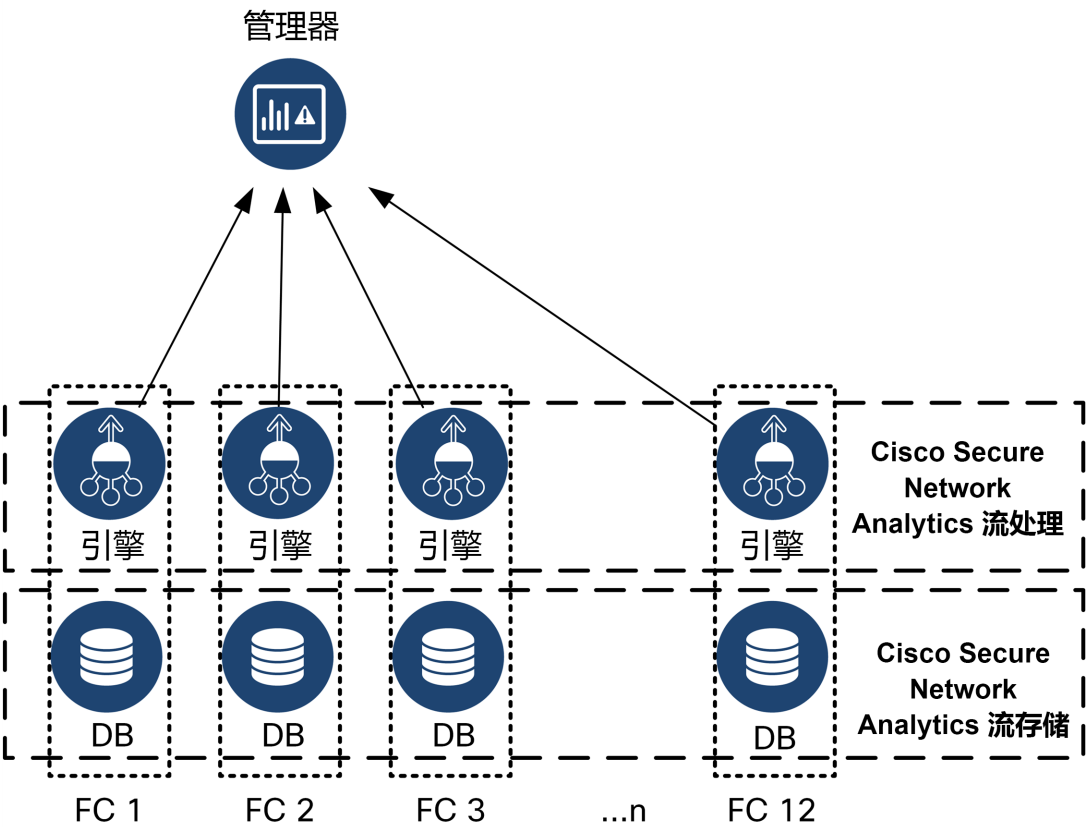 管理器
引擎
引擎
引擎
引擎
Cisco Secure
Network
Analytics 流处理
DB
DB
DB
DB
Cisco Secure
Network
Analytics 流存储
FC 1
FC 2
FC 3
...n
FC 12